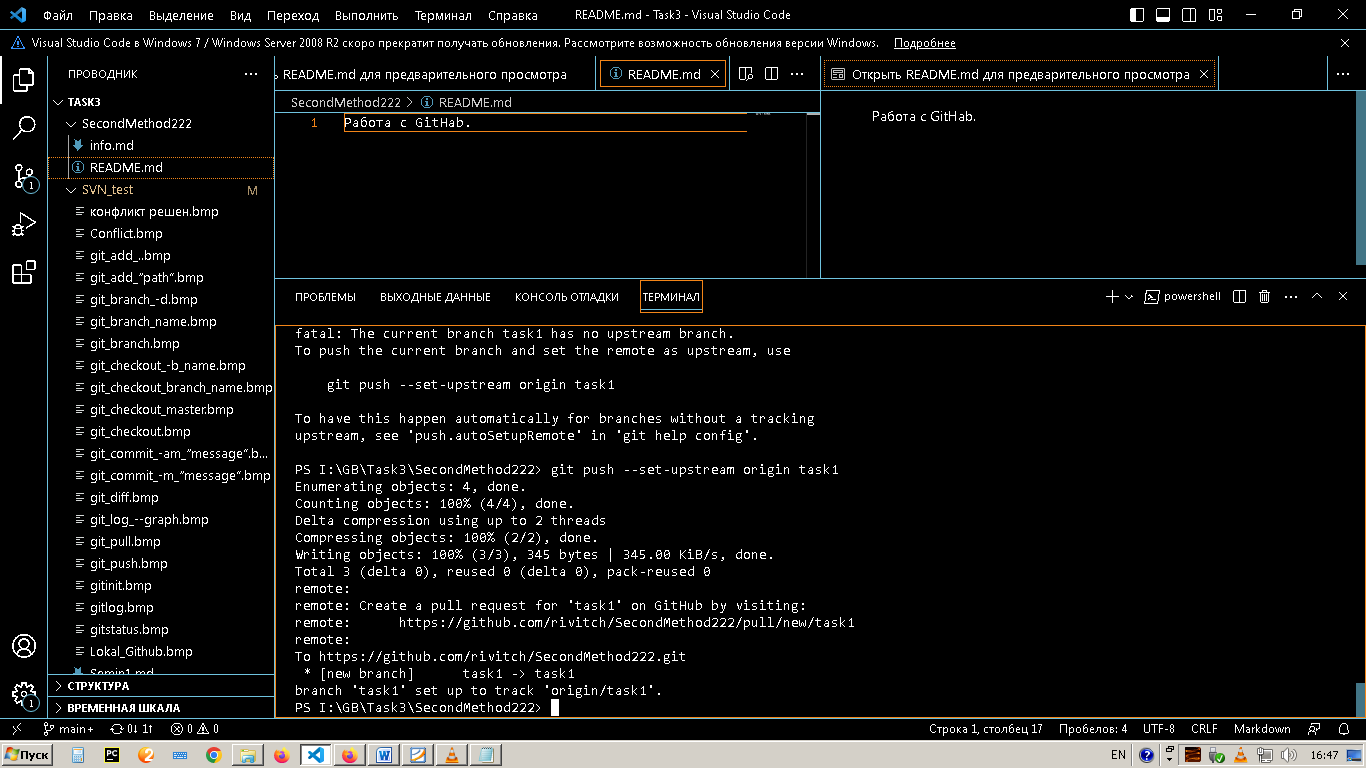 Файл Правка Выделение Вид Переход Выполнить Терминал Справка README.md - Task3 - Visual Studio Code
Visual Studio Code в Windows 7 / Windows Server 2008 R2 скоро прекратит получать обновления. Рассмотрите возможность обновления версии Windows. Подробнее
ПРОВОДНИК
TASK3
SecondMethod222
info.md
README.md
SVN_test M
конфликт решен.bmp
Conflict.bmp
git_add_..bmp
git_add_"path".bmp
git_branch_-d.bmp
git_branch_name.bmp
git_branch.bmp
git_checkout_-b_name.bmp
git_checkout_branch_name.bmp
git_checkout_master.bmp
git_checkout.bmp
git_commit_-am_"message".b...
git_commit_-m_"message".bmp
git_diff.bmp
git_log_--graph.bmp
git_pull.bmp
git_push.bmp
gitinit.bmp
gitlog.bmp
gitstatus.bmp
Lokal_Github.bmp
Semin1.md
СТРУКТУРА
ВРЕМЕННАЯ ШКАЛА
README.md для предварительного просмотра README.md
SecondMethod222 > README.md
1 Работа с GitHab.
Открыть README.md для предварительного просмотра
Работа с GitHab.
ПРОБЛЕМЫ ВЫХОДНЫЕ ДАННЫЕ КОНСОЛЬ ОТЛАДКИ ТЕРМИНАЛ powershell
fatal: The current branch task1 has no upstream branch.
To push the current branch and set the remote as upstream, use
git push --set-upstream origin task1
To have this happen automatically for branches without a tracking
upstream, see 'push.autoSetupRemote' in 'git help config'.
PS I:\GB\Task3\SecondMethod222> git push --set-upstream origin task1
Enumerating objects: 4, done.
Counting objects: 100% (4/4), done.
Delta compression using up to 2 threads
Compressing objects: 100% (2/2), done.
Writing objects: 100% (3/3), 345 bytes | 345.00 KiB/s, done.
Total 3 (delta 0), reused 0 (delta 0), pack-reused 0
remote:
remote: Create a pull request for 'task1' on GitHub by visiting:
remote: https://github.com/rivitch/SecondMethod222/pull/new/task1
remote:
To https://github.com/rivitch/SecondMethod222.git
* [new branch] task1 -> task1
branch 'task1' set up to track 'origin/task1'.
PS I:\GB\Task3\SecondMethod222>
main+ 0↓ 1↑ 0 0 Строка 1, столбец 17 Пробелов: 4 UTF-8 CRLF Markdown
Пуск EN 16:47